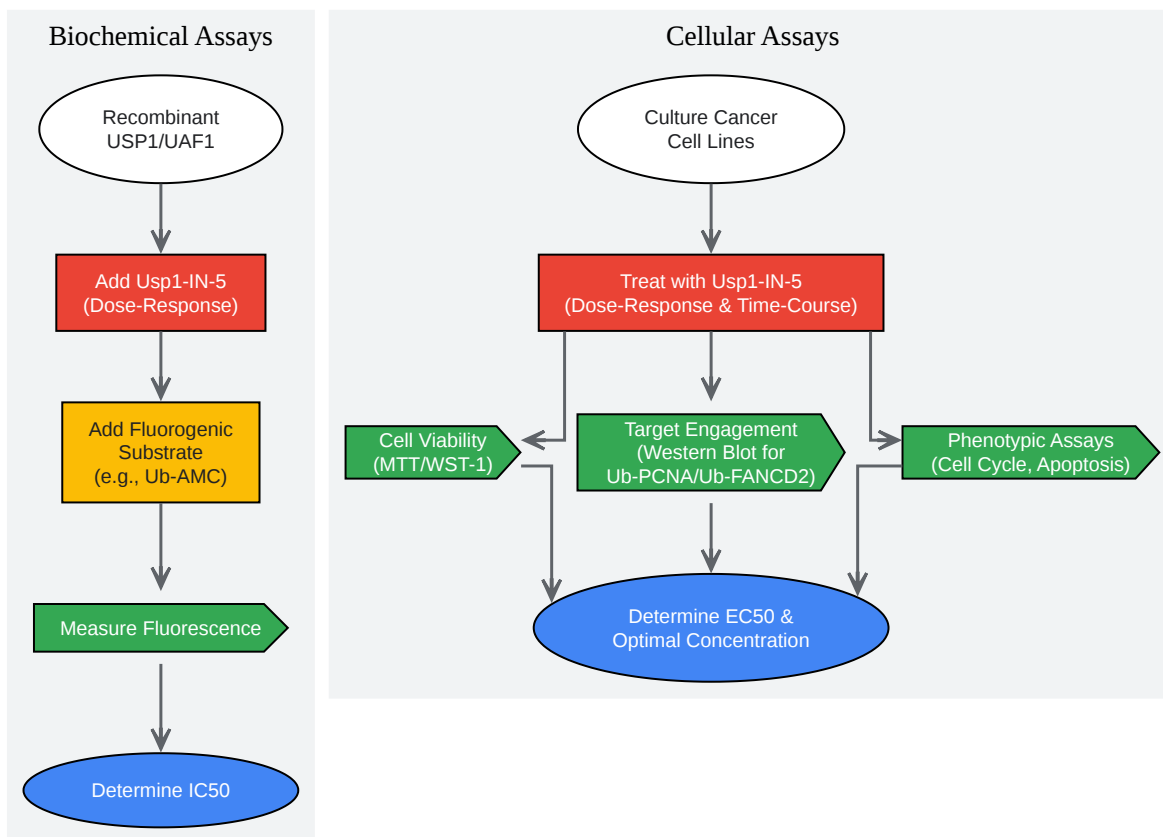 Biochemical Assays
Recombinant
USP1/UAF1
Add Usp1-IN-5
(Dose-Response)
Add Fluorogenic
Substrate
(e.g., Ub-AMC)
Measure Fluorescence
Determine IC50
Cellular Assays
Culture Cancer
Cell Lines
Treat with Usp1-IN-5
(Dose-Response & Time-Course)
Cell Viability
(MTT/WST-1)
Target Engagement
(Western Blot for
Ub-PCNA/Ub-FANCD2)
Phenotypic Assays
(Cell Cycle, Apoptosis)
Determine EC50 &
Optimal Concentration